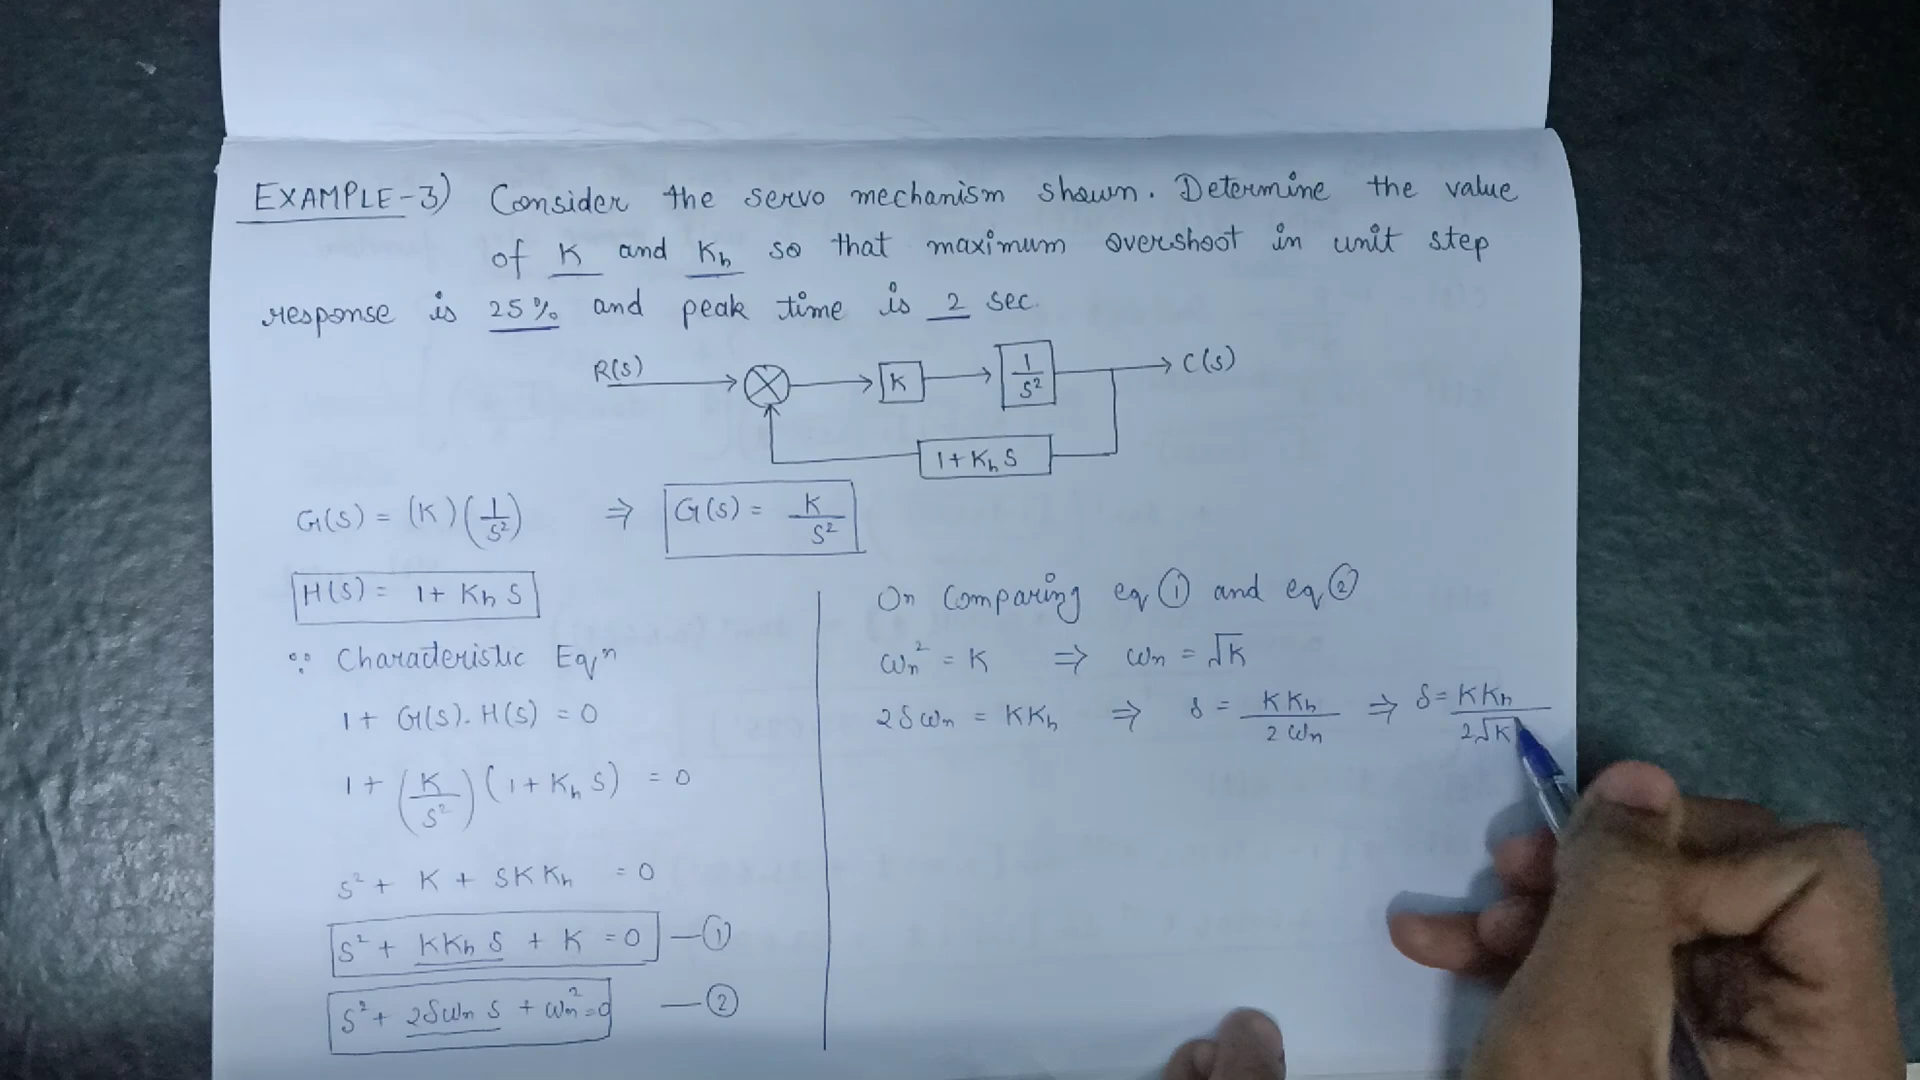 EXAMPLE-3) Consider the servo mechanism shown. Determine the value
of K and Kh so that maximum overshoot in unit step
response is 25% and peak time is 2 sec.
R(s)
K
1/s²
C(s)
1+KhS
G(s) = (K)(1/s²) ⇒ G(s) = K/s²
H(s) = 1+ Kh S
∵ Characteristic Eqⁿ
1+ G(s).H(s) = 0
1+ (K/s²)(1+Kh S) = 0
s² + K + SKKh = 0
s² + KKh S + K = 0 —①
s² + 2δωn S + ωn² = 0 —②
On Comparing eq ① and eq ②
ωn² = K ⇒ ωn = √K
2δωn = KKh ⇒ δ = KKh/2ωn ⇒ δ = KKh/2√K